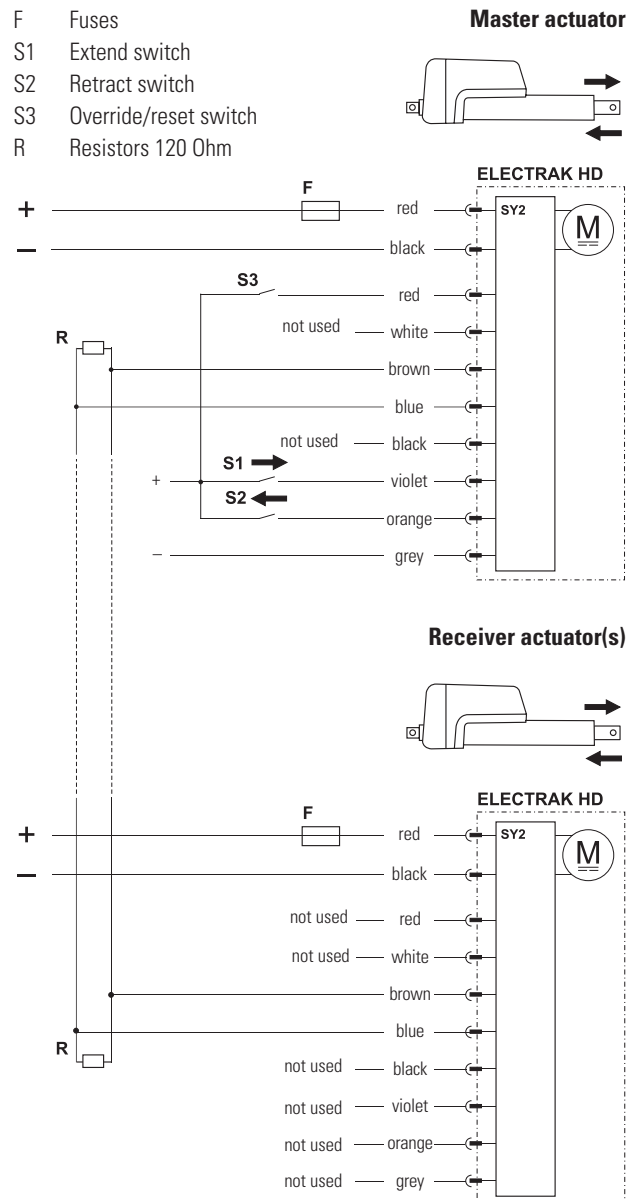 F Fuses
S1 Extend switch
S2 Retract switch
S3 Override/reset switch
R Resistors 120 Ohm
Master actuator
ELECTRAK HD
+ F red SY2 M
− black
S3 red
not used white
R
brown
blue
not used black
S1
+ violet
S2
orange
− grey
Receiver actuator(s)
ELECTRAK HD
+ F red SY2 M
− black
not used red
not used white
brown
blue
R
not used black
not used violet
not used orange
not used grey